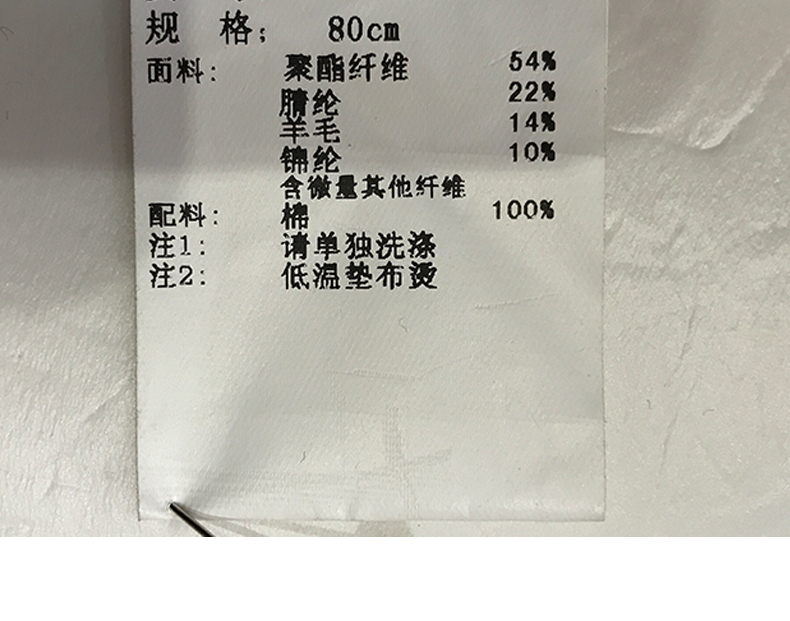 规 格: 80cm
面料: 聚酯纤维 54%
腈纶 22%
羊毛 14%
锦纶 10%
含微量其他纤维
配料: 棉 100%
注1: 请单独洗涤
注2: 低温垫布烫